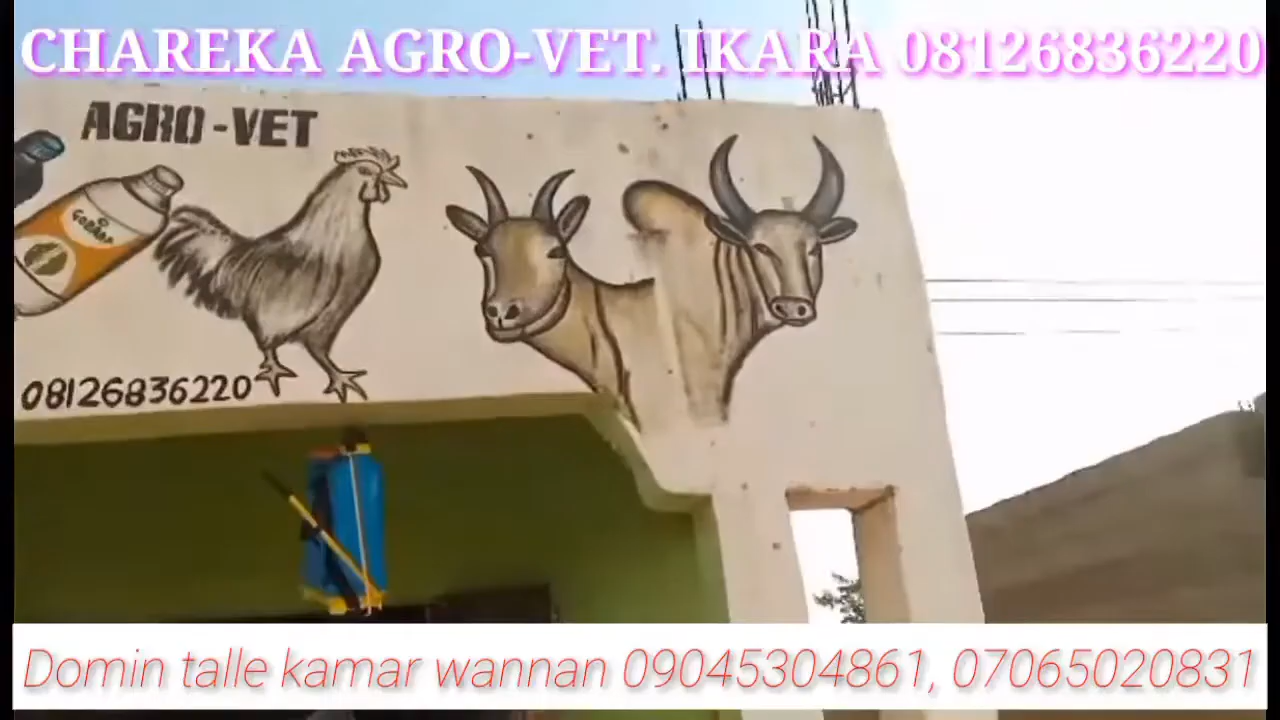 CHAREKA AGRO-VET. IKARA 08126836220
AGRO-VET
08126836220
Domin talle kamar wannan 09045304861, 07065020831